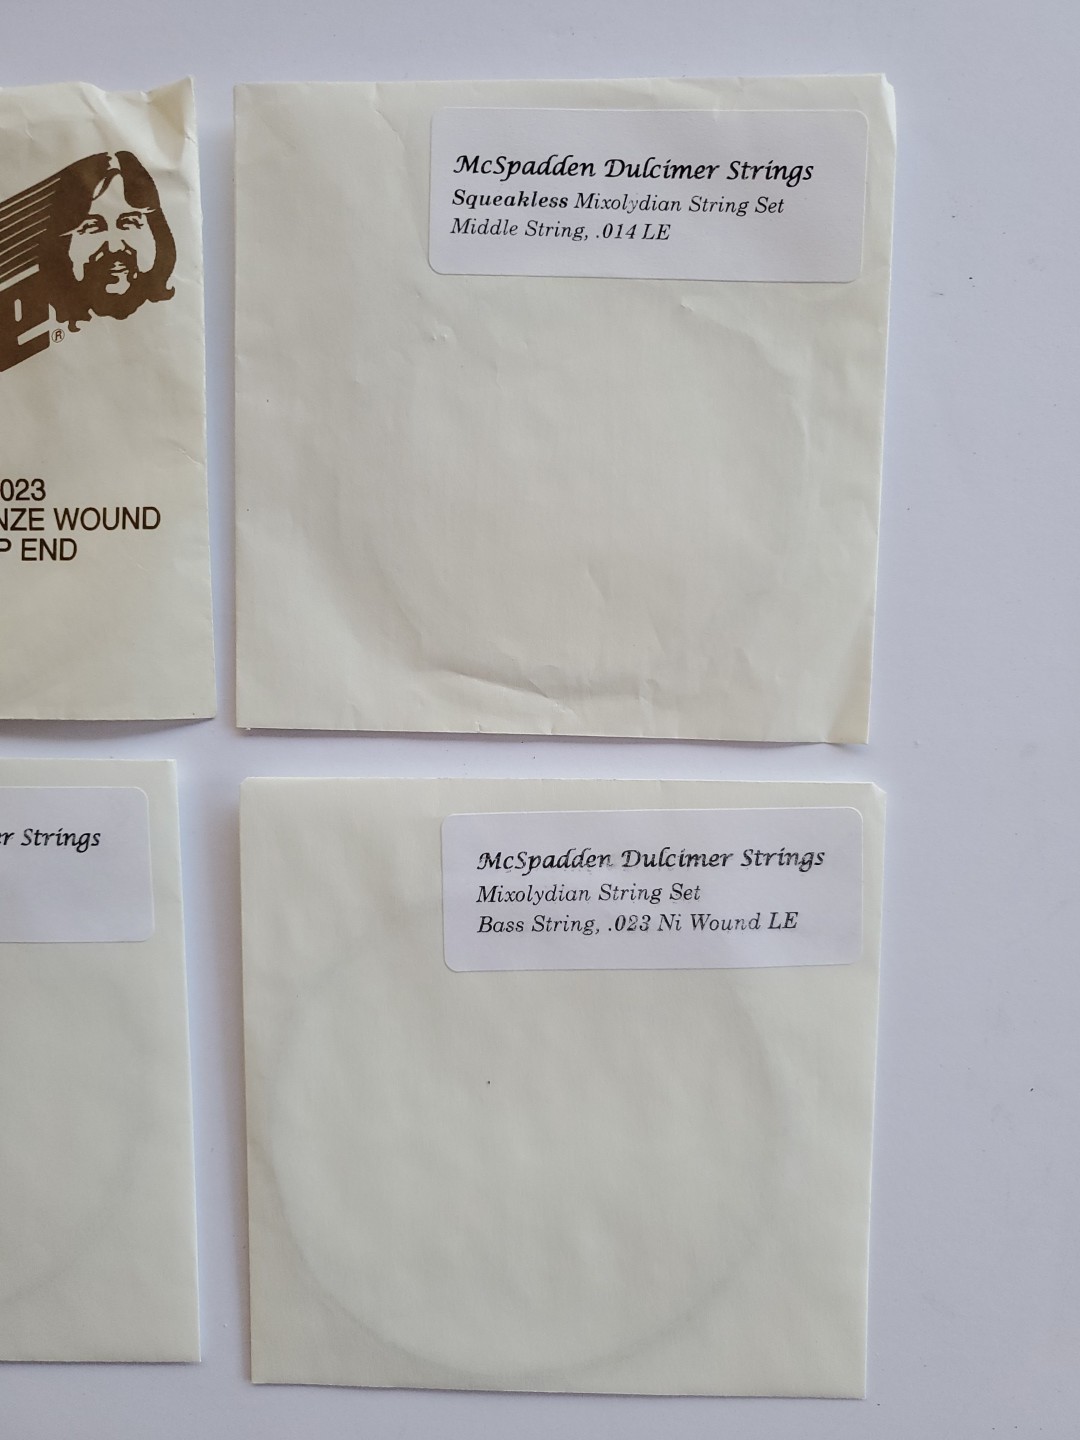 e®
023
NZE WOUND
P END
McSpadden Dulcimer Strings
Squeakless Mixolydian String Set
Middle String, .014 LE
r Strings
McSpadden Dulcimer Strings
Mixolydian String Set
Bass String, .023 Ni Wound LE